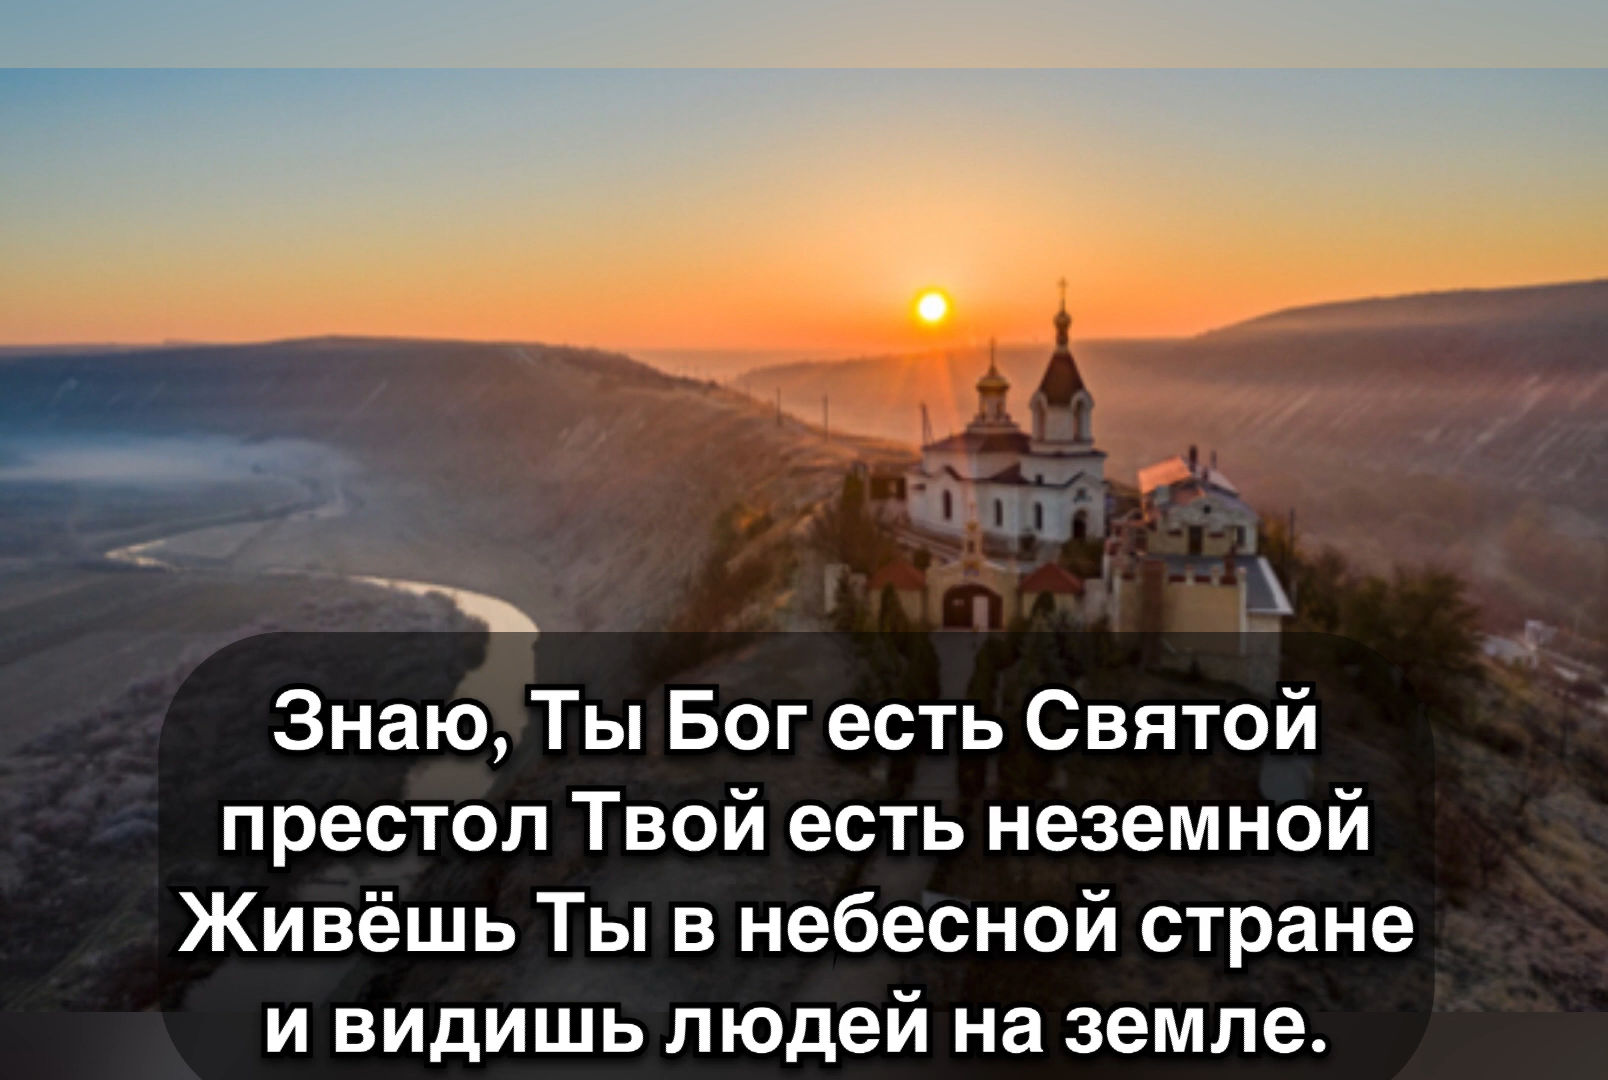 Знаю, Ты Бог есть Святой
престол Твой есть неземной
Живёшь Ты в небесной стране
и видишь людей на земле.